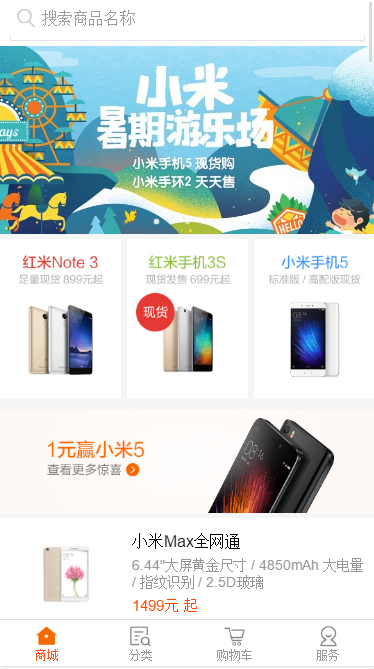 搜索商品名称
小米
暑期游乐场
小米手机5 现货购
小米手环2 天天售
ays
HELLO
红米Note 3
足量现货 899元起
红米手机3S
现货发售 699元起
小米手机5
标准版 / 高配版现货
现货
1元赢小米5
查看更多惊喜
08:16
小米Max全网通
6.44"大屏黄金尺寸 / 4850mAh 大电量
/ 指纹识别 / 2.5D玻璃
1499元 起
商城
分类
购物车
服务